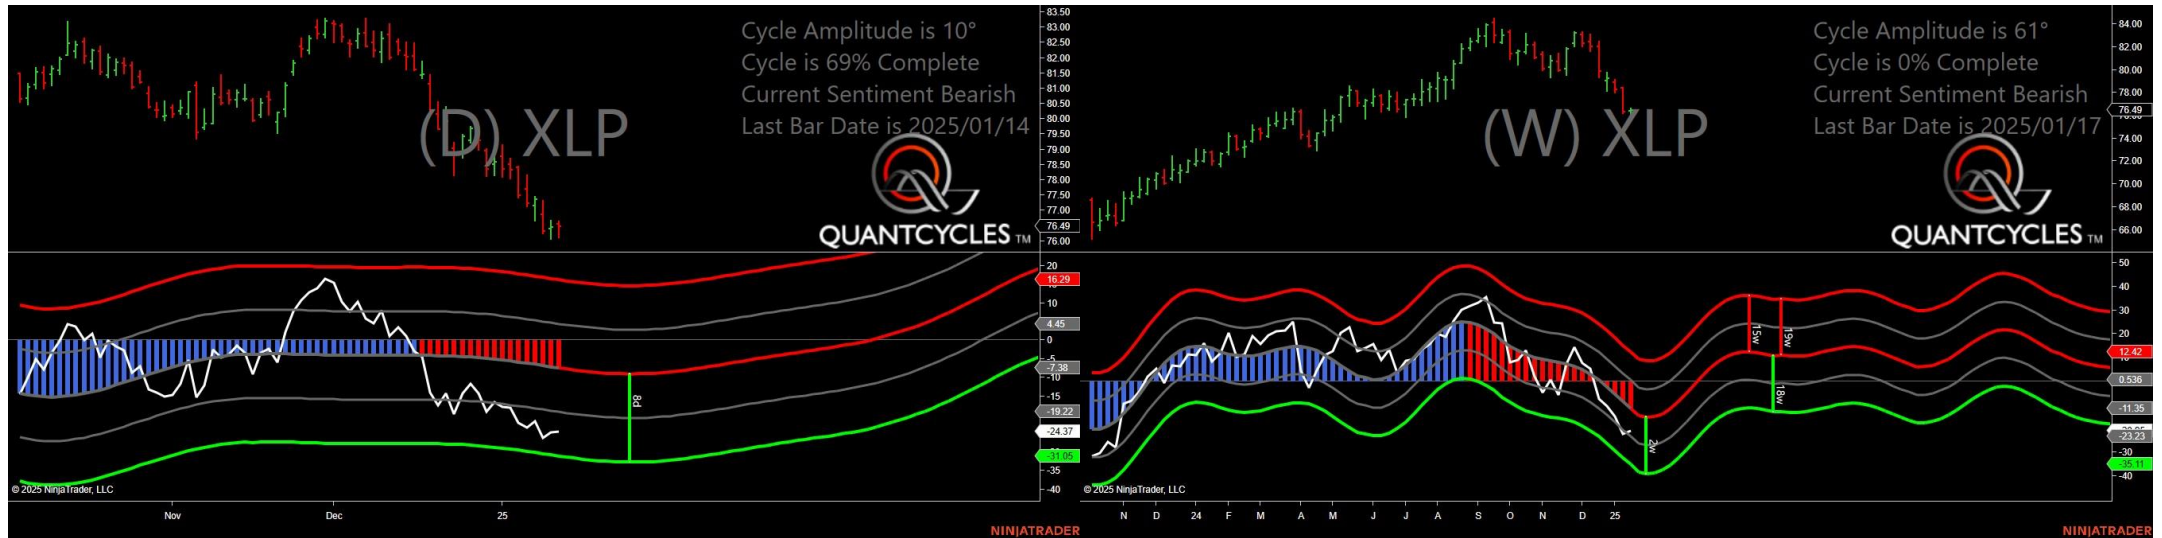 Cycle Amplitude is 10°
Cycle is 69% Complete
Current Sentiment Bearish
Last Bar Date is 2025/01/14
(D) XLP
QUANTCYCLES TM
83.50
83.00
82.50
82.00
81.50
81.00
80.50
80.00
79.50
79.00
78.50
78.00
77.50
77.00
76.49
76.00
20
16.29
10
4.45
0
-5
-7.38
-10
-15
-19.22
-24.37
-31.05
-35
-40
8d
© 2025 NinjaTrader, LLC
Nov
Dec
25
NINJATRADER
Cycle Amplitude is 61°
Cycle is 0% Complete
Current Sentiment Bearish
Last Bar Date is 2025/01/17
(W) XLP
QUANTCYCLES TM
84.00
82.00
80.00
78.00
76.49
74.00
72.00
70.00
68.00
66.00
50
40
30
20
12.42
0.536
-11.35
-23.23
-30
-35.11
-40
15w
19w
18w
2w
© 2025 NinjaTrader, LLC
N D 24 F M A M J J A S O N D 25
NINJATRADER